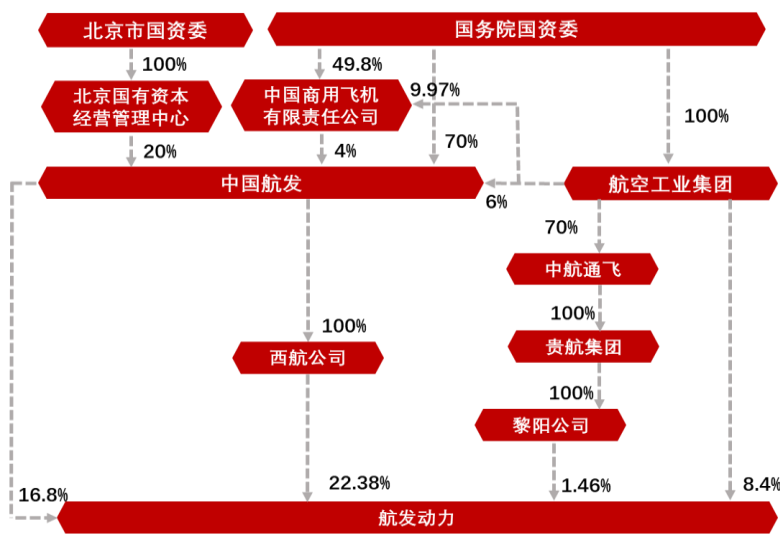 北京市国资委
国务院国资委
100%
49.8%
北京国有资本
经营管理中心
中国商用飞机
有限责任公司
9.97%
100%
20%
4%
70%
中国航发
航空工业集团
6%
70%
中航通飞
100%
100%
西航公司
贵航集团
100%
黎阳公司
16.8%
22.38%
1.46%
8.4%
航发动力